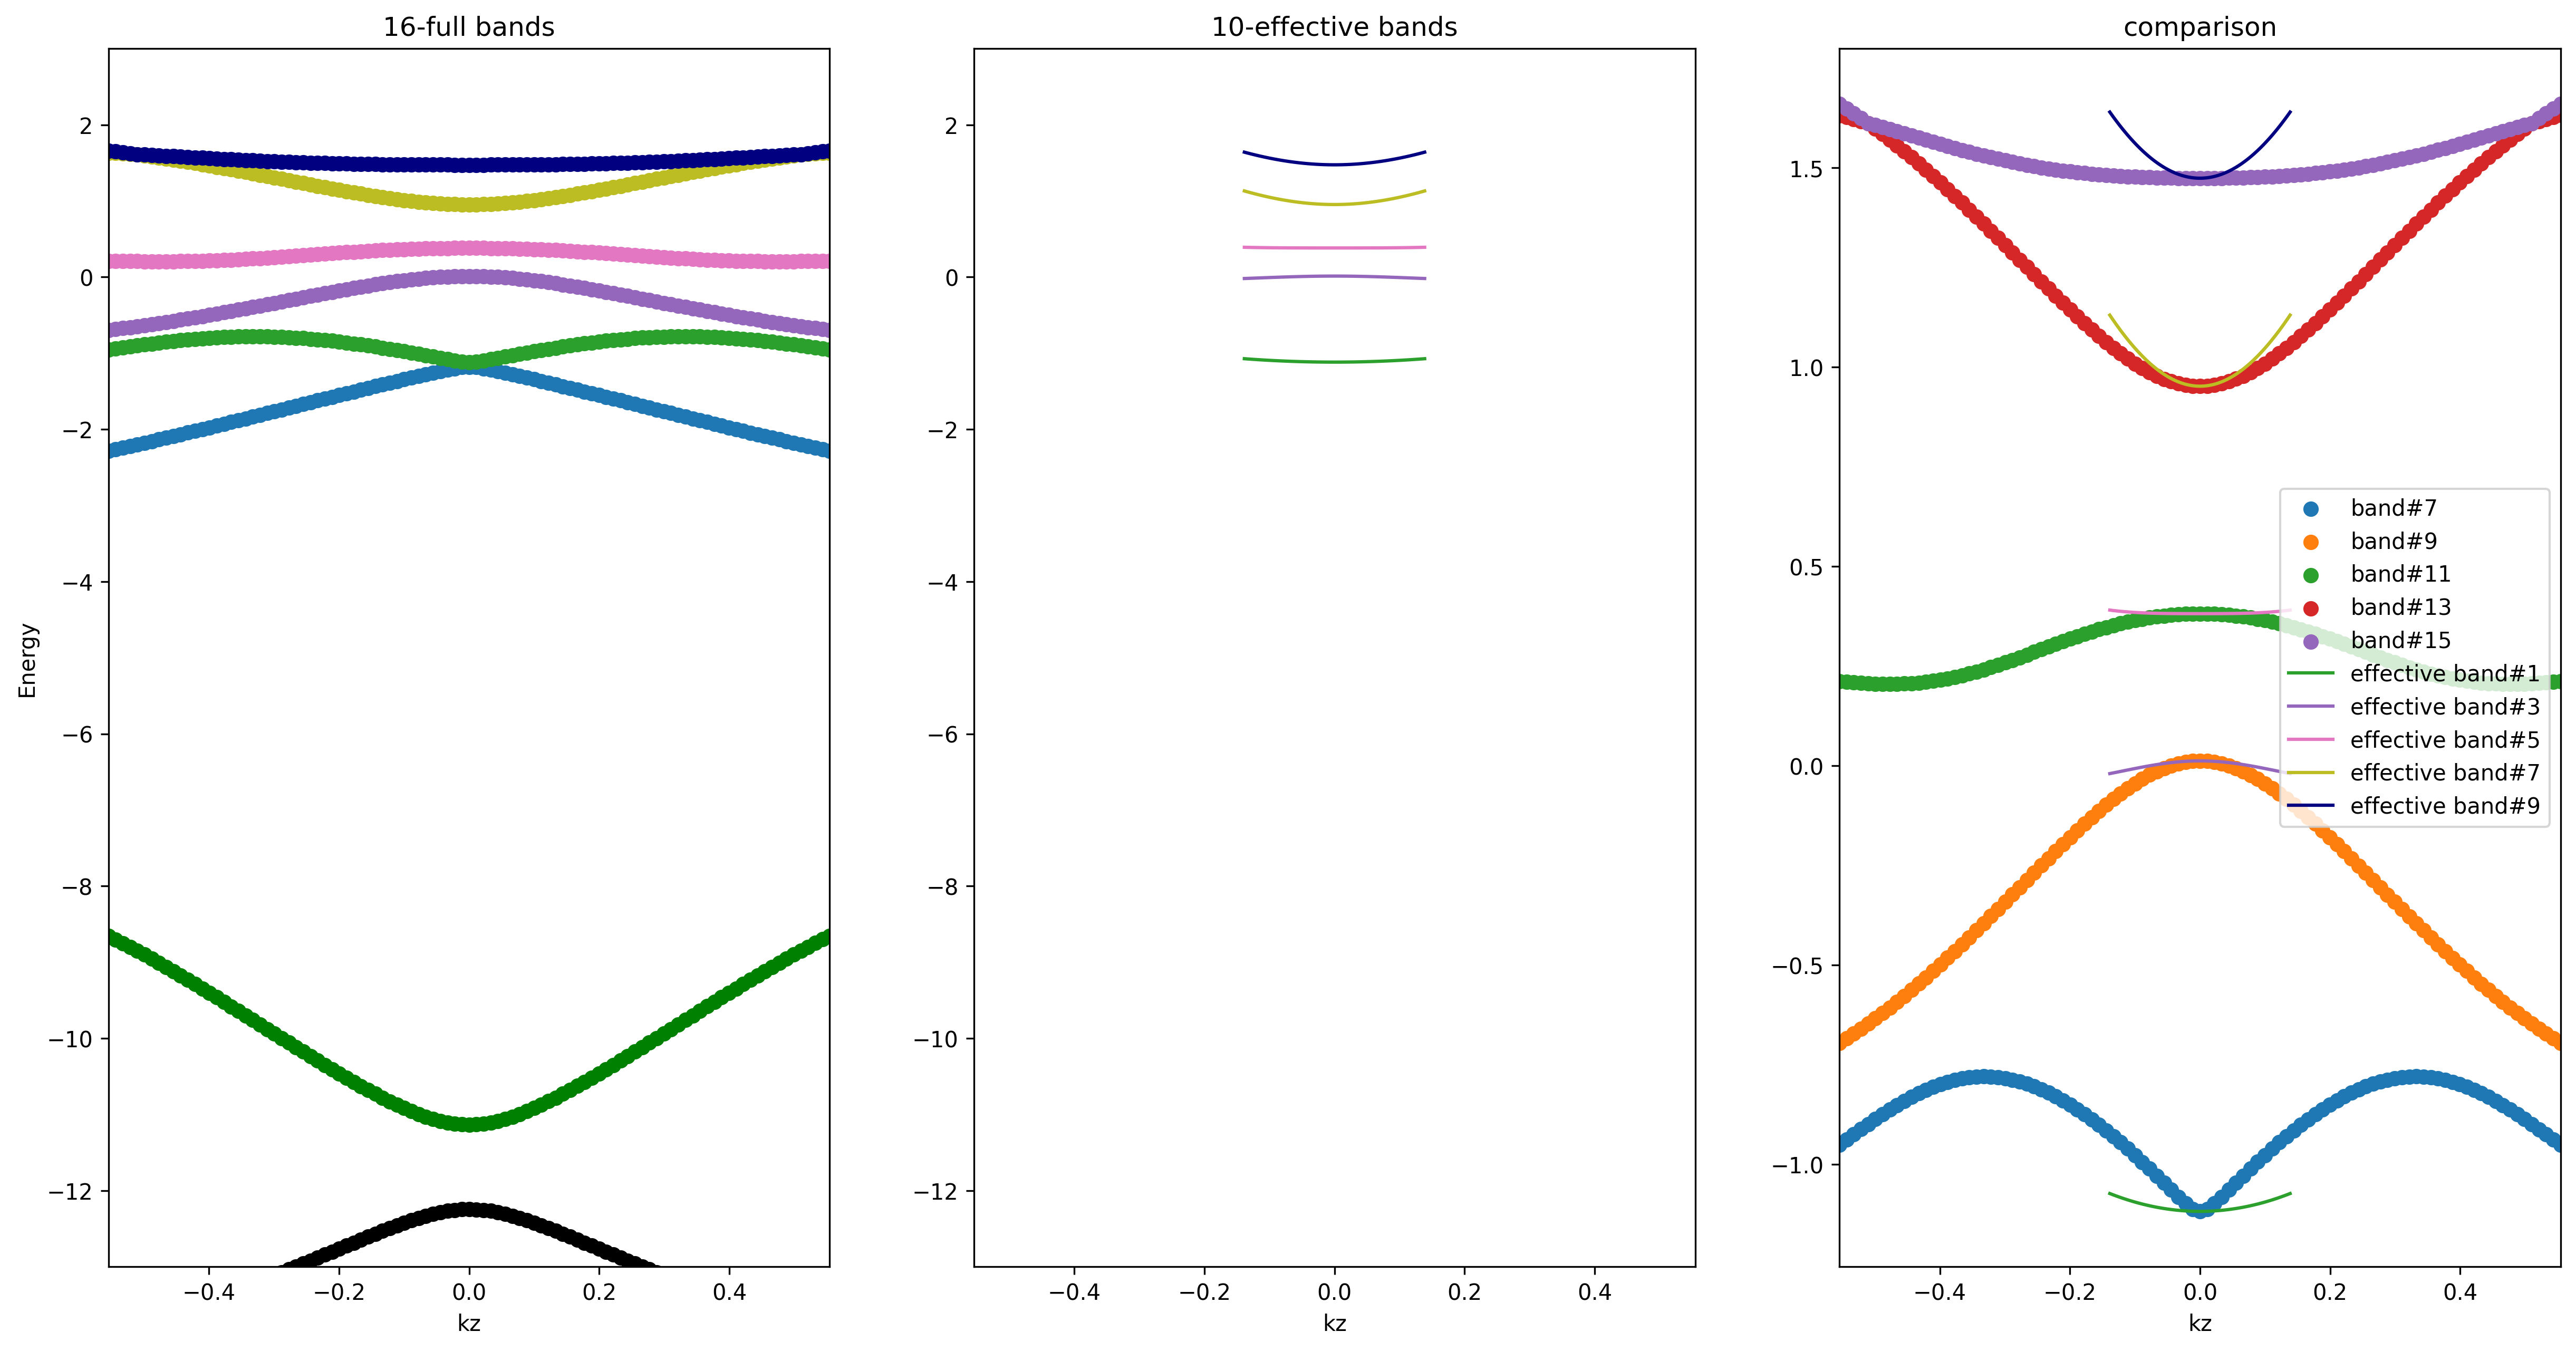 16-full bands
2
0
−2
−4
−6
−8
−10
−12
Energy
−0.4
−0.2
0.0
0.2
0.4
kz
10-effective bands
2
0
−2
−4
−6
−8
−10
−12
−0.4
−0.2
0.0
0.2
0.4
kz
comparison
1.5
1.0
0.5
0.0
−0.5
−1.0
band#7
band#9
band#11
band#13
band#15
effective band#1
effective band#3
effective band#5
effective band#7
effective band#9
−0.4
−0.2
0.0
0.2
0.4
kz